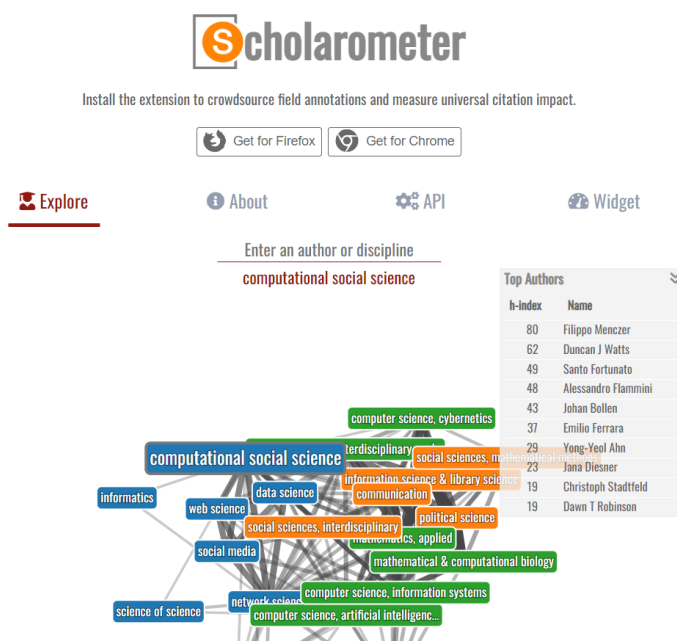 Scholarometer
Install the extension to crowdsource field annotations and measure universal citation impact.
Get for Firefox Get for Chrome
Explore About API Widget
Enter an author or discipline
computational social science
Top Authors
h-index Name
80 Filippo Menczer
62 Duncan J Watts
49 Santo Fortunato
48 Alessandro Flammini
43 Johan Bollen
37 Emilio Ferrara
29 Yong-Yeol Ahn
23 Jana Diesner
19 Christoph Stadtfeld
19 Dawn T Robinson
computer science, cybernetics
computational social science
social sciences, mathematical methods
information science & library science
informatics
data science
communication
web science
social sciences, interdisciplinary
political science
mathematics, applied
social media
mathematical & computational biology
computer science, information systems
network science
science of science
computer science, artificial intelligenc...